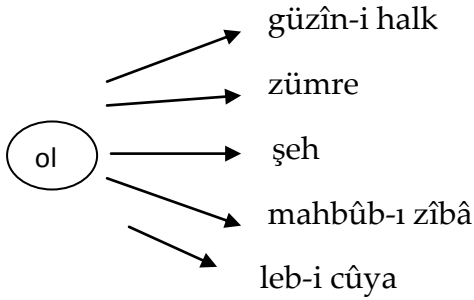 güzîn-i halk
zümre
ol
şeh
mahbûb-ı zîbâ
leb-i cûya